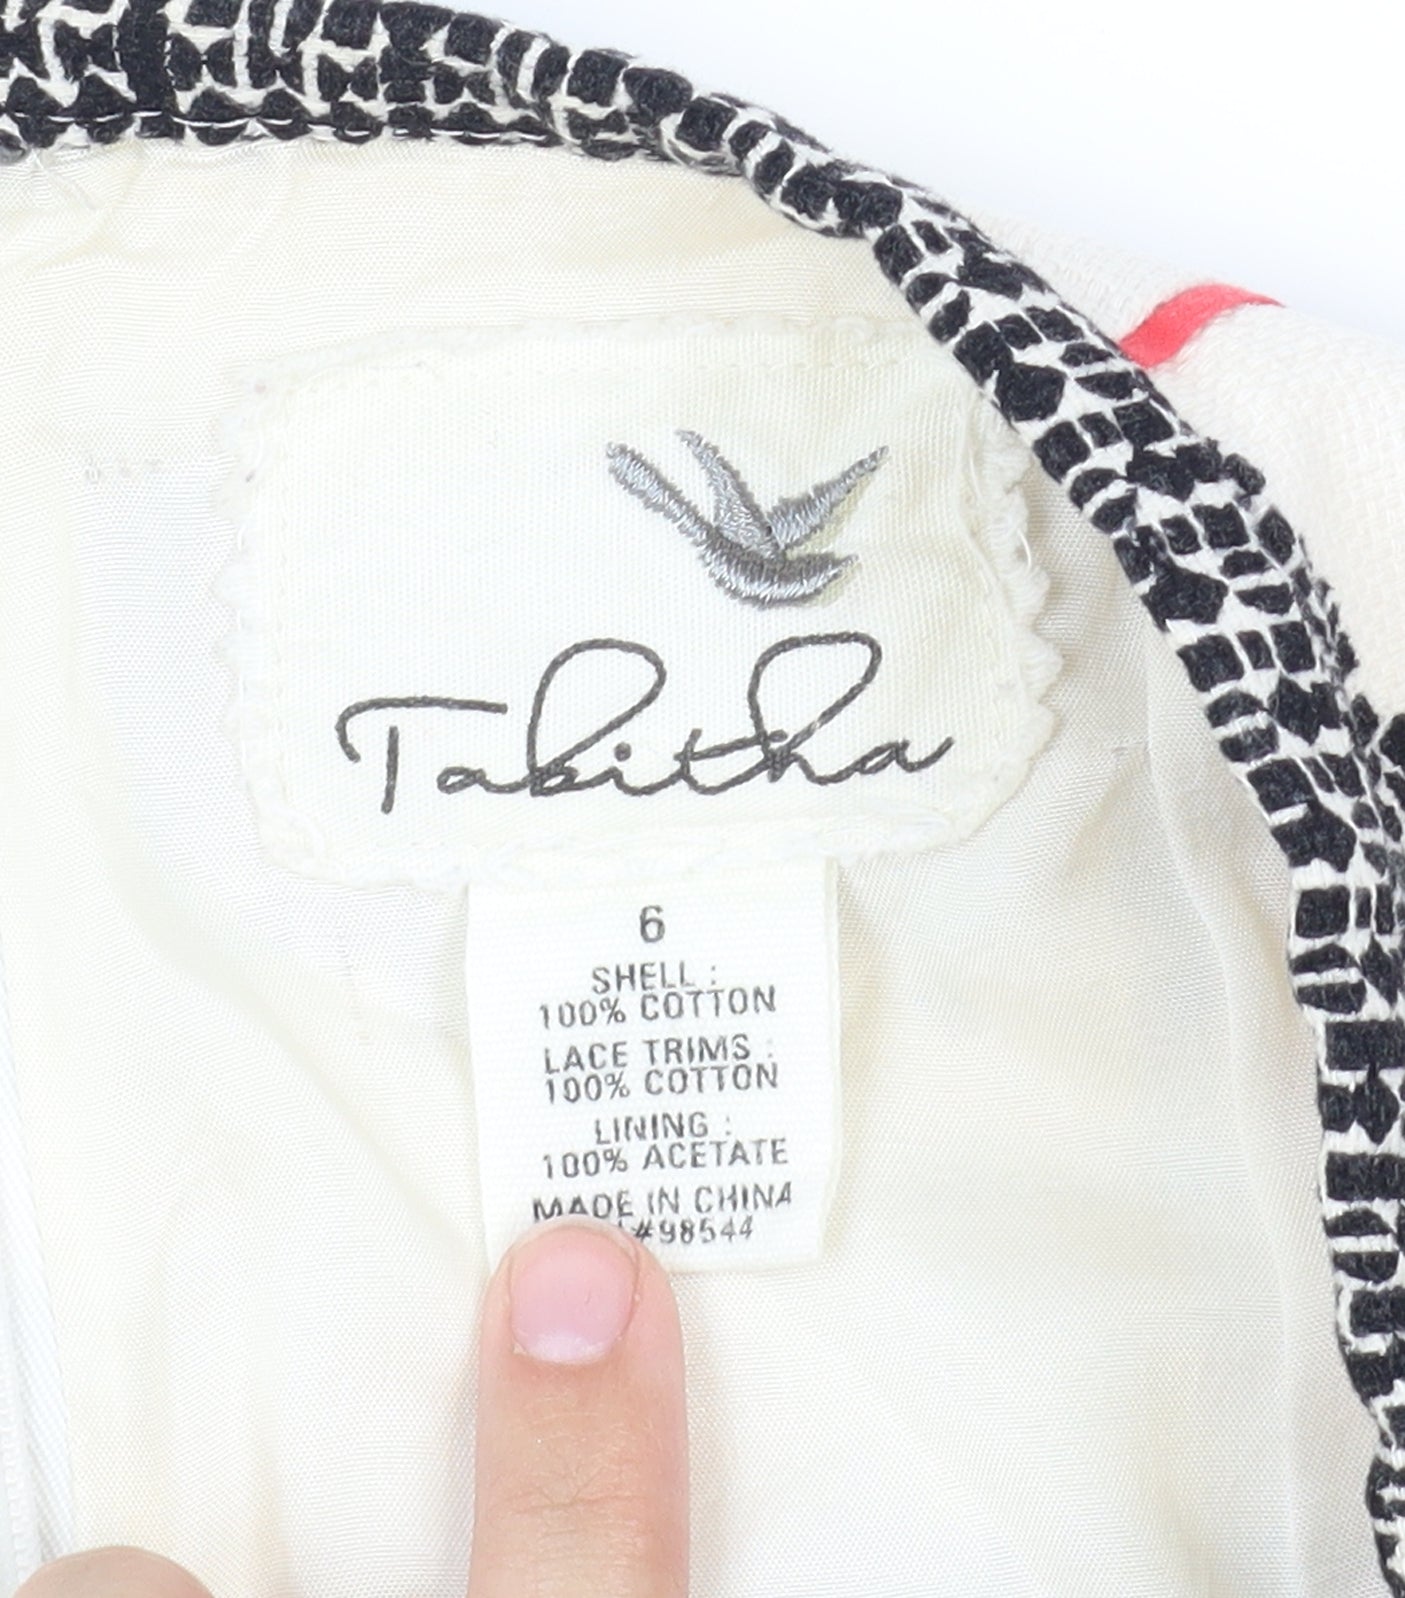 Tabitha
6
SHELL :
100% COTTON
LACE TRIMS :
100% COTTON
LINING :
100% ACETATE
MADE IN CHINA
#98544